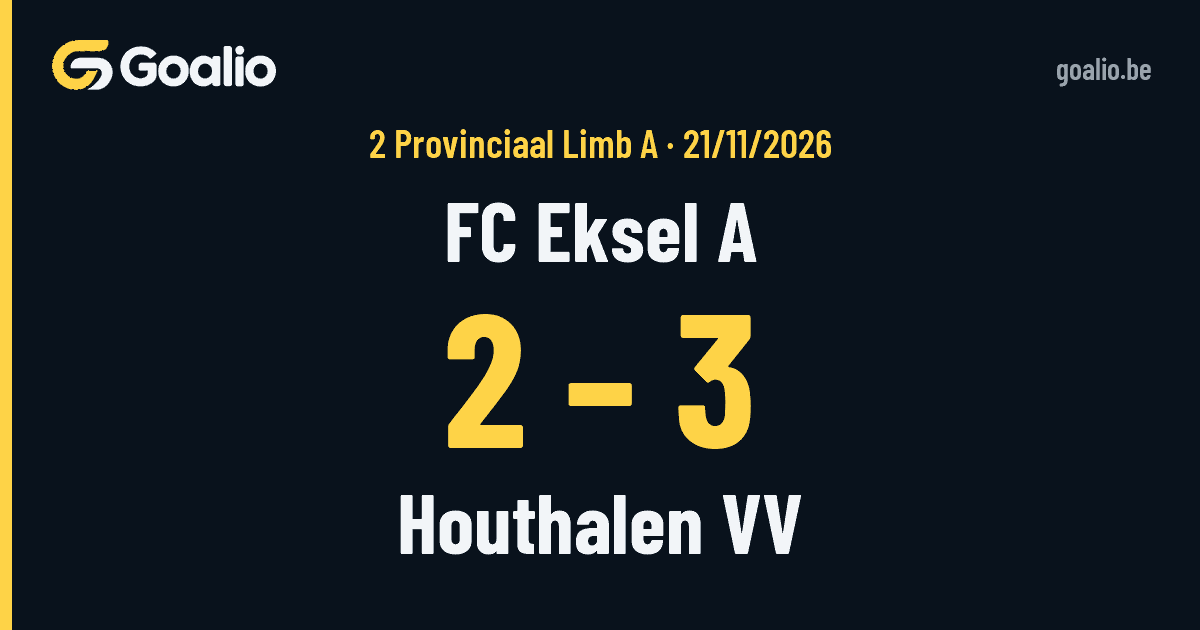 Goalio
goalio.be
2 Provinciaal Limb A · 21/11/2026
FC Eksel A
2 – 3
Houthalen VV